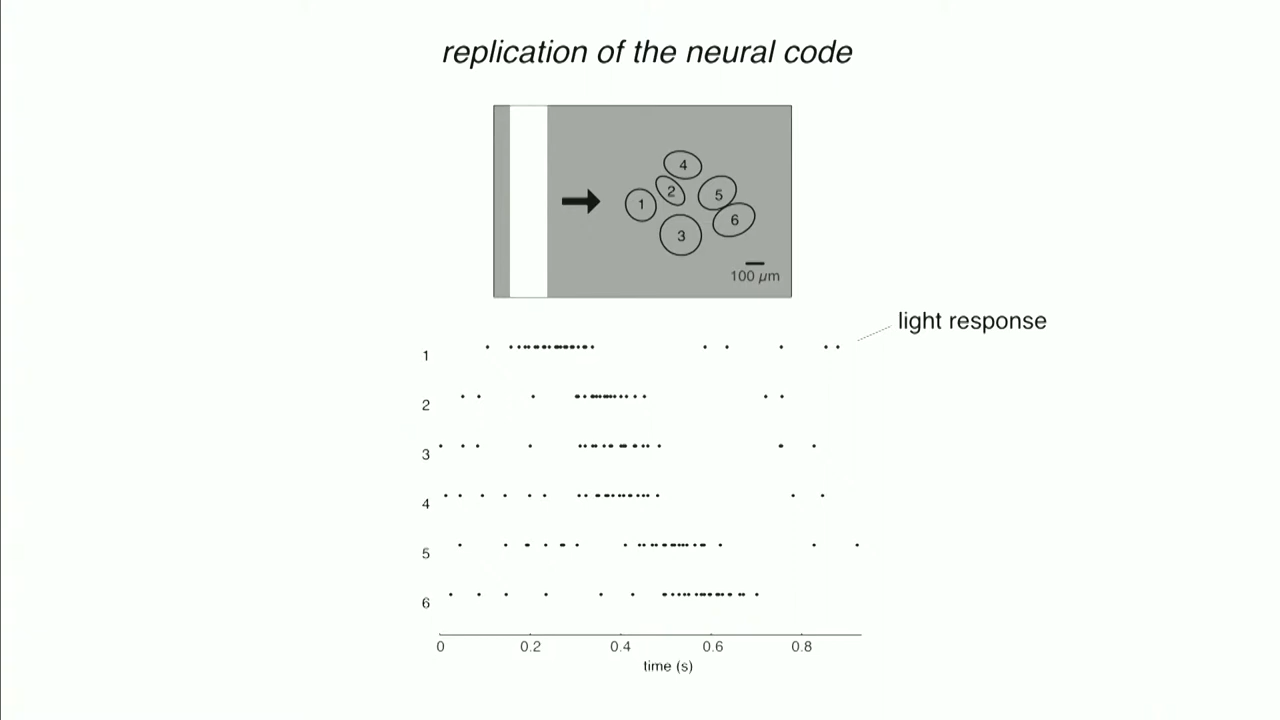 replication of the neural code
4
2
5
1
6
3
100 µm
light response
1
2
3
4
5
6
0 0.2 0.4 0.6 0.8
time (s)